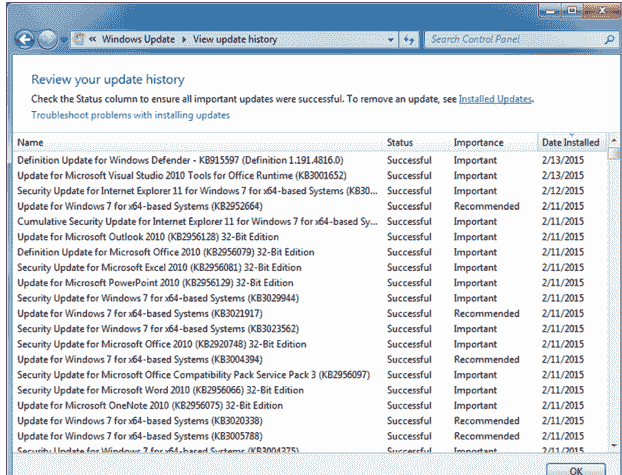 « Windows Update ▸ View update history
Search Control Panel
Review your update history
Check the Status column to ensure all important updates were successful. To remove an update, see Installed Updates.
Troubleshoot problems with installing updates
Name Status Importance Date Installed
Definition Update for Windows Defender - KB915597 (Definition 1.191.4816.0) Successful Important 2/13/2015
Update for Microsoft Visual Studio 2010 Tools for Office Runtime (KB3001652) Successful Important 2/13/2015
Security Update for Internet Explorer 11 for Windows 7 for x64-based Systems (KB30... Successful Important 2/12/2015
Update for Windows 7 for x64-based Systems (KB2952664) Successful Recommended 2/11/2015
Cumulative Security Update for Internet Explorer 11 for Windows 7 for x64-based Sy... Successful Important 2/11/2015
Update for Microsoft Outlook 2010 (KB2956128) 32-Bit Edition Successful Important 2/11/2015
Definition Update for Microsoft Office 2010 (KB2956079) 32-Bit Edition Successful Important 2/11/2015
Security Update for Microsoft Excel 2010 (KB2956081) 32-Bit Edition Successful Important 2/11/2015
Update for Microsoft PowerPoint 2010 (KB2956129) 32-Bit Edition Successful Important 2/11/2015
Security Update for Windows 7 for x64-based Systems (KB3029944) Successful Important 2/11/2015
Update for Windows 7 for x64-based Systems (KB3021917) Successful Recommended 2/11/2015
Security Update for Windows 7 for x64-based Systems (KB3023562) Successful Important 2/11/2015
Security Update for Microsoft Office 2010 (KB2920748) 32-Bit Edition Successful Important 2/11/2015
Update for Windows 7 for x64-based Systems (KB3004394) Successful Recommended 2/11/2015
Security Update for Microsoft Office Compatibility Pack Service Pack 3 (KB2956097) Successful Important 2/11/2015
Security Update for Microsoft Word 2010 (KB2956066) 32-Bit Edition Successful Important 2/11/2015
Update for Microsoft OneNote 2010 (KB2956075) 32-Bit Edition Successful Important 2/11/2015
Update for Windows 7 for x64-based Systems (KB3020338) Successful Recommended 2/11/2015
Update for Windows 7 for x64-based Systems (KB3005788) Successful Recommended 2/11/2015
Security Update for Windows 7 for x64-based Systems (KB3004375) Successful Important 2/11/2015
OK